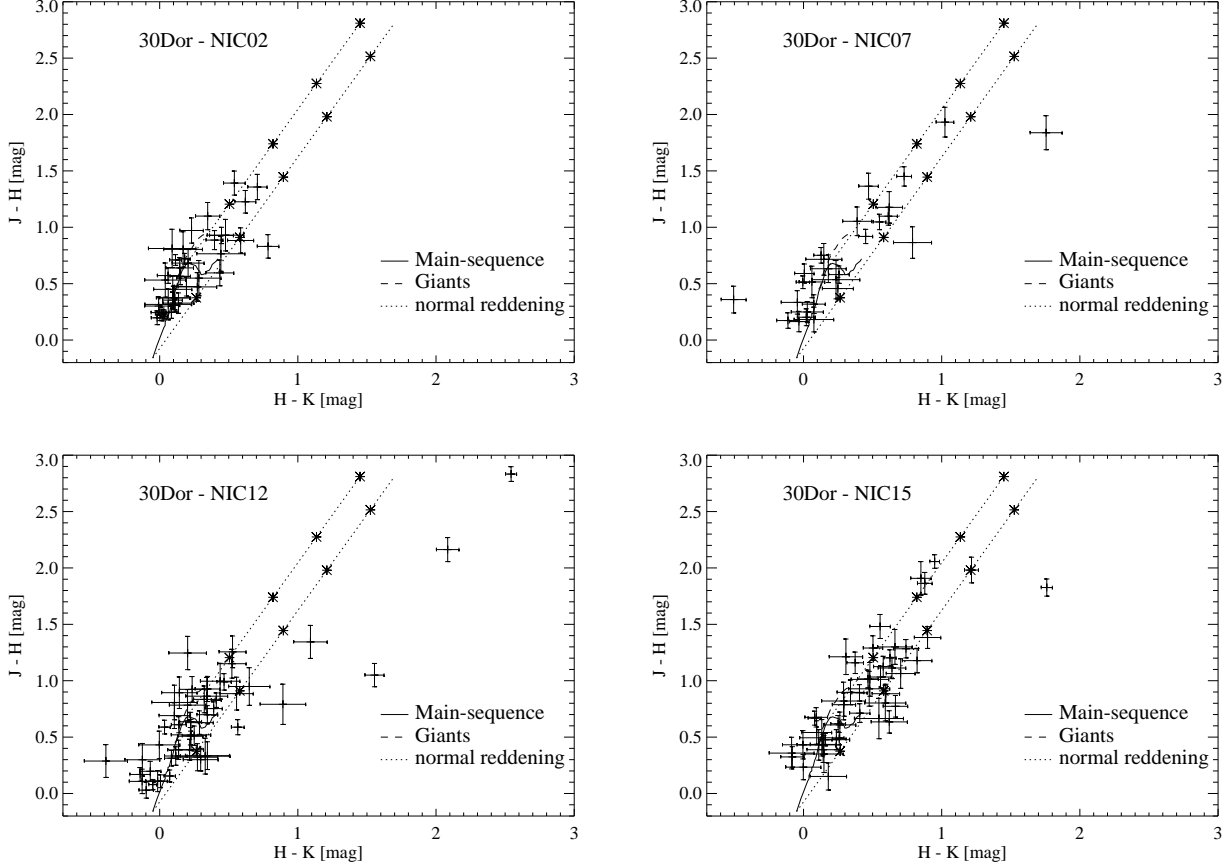 30Dor - NIC02
3.0
2.5
2.0
1.5
1.0
0.5
0.0
J - H [mag]
Main-sequence
Giants
normal reddening
0 1 2 3
H - K [mag]
30Dor - NIC07
3.0
2.5
2.0
1.5
1.0
0.5
0.0
J - H [mag]
Main-sequence
Giants
normal reddening
0 1 2 3
H - K [mag]
30Dor - NIC12
3.0
2.5
2.0
1.5
1.0
0.5
0.0
J - H [mag]
Main-sequence
Giants
normal reddening
0 1 2 3
H - K [mag]
30Dor - NIC15
3.0
2.5
2.0
1.5
1.0
0.5
0.0
J - H [mag]
Main-sequence
Giants
normal reddening
0 1 2 3
H - K [mag]